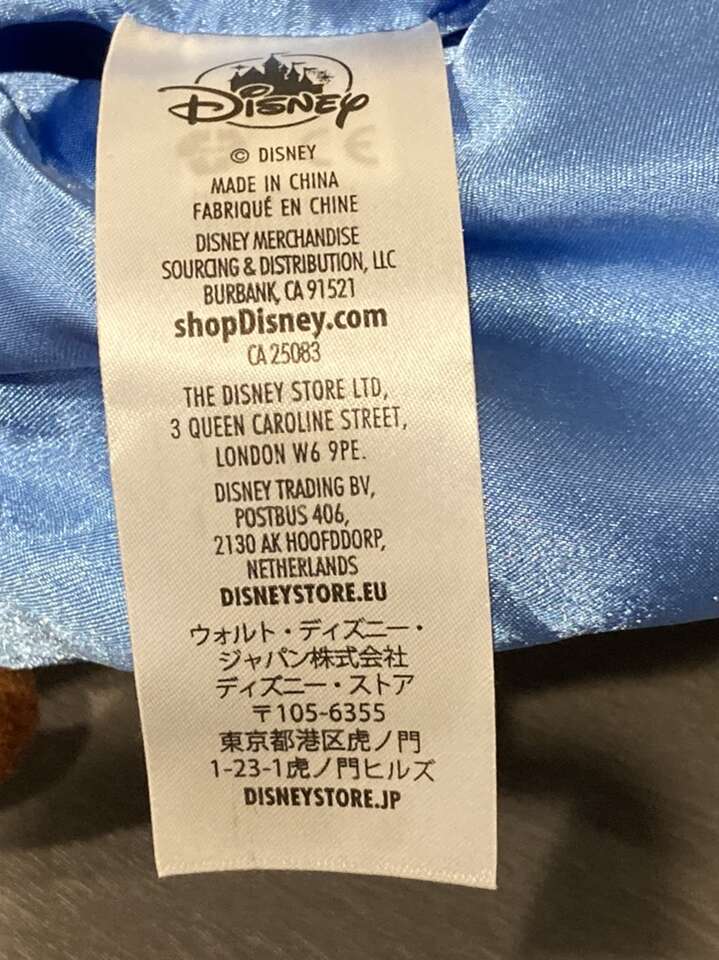 DISNEY
© DISNEY
MADE IN CHINA
FABRIQUÉ EN CHINE
DISNEY MERCHANDISE
SOURCING & DISTRIBUTION, LLC
BURBANK, CA 91521
shopDisney.com
CA 25083
THE DISNEY STORE LTD,
3 QUEEN CAROLINE STREET,
LONDON W6 9PE.
DISNEY TRADING BV,
POSTBUS 406,
2130 AK HOOFDDORP,
NETHERLANDS
DISNEYSTORE.EU
ウォルト・ディズニー・
ジャパン株式会社
ディズニー・ストア
〒105-6355
東京都港区虎ノ門
1-23-1虎ノ門ヒルズ
DISNEYSTORE.JP